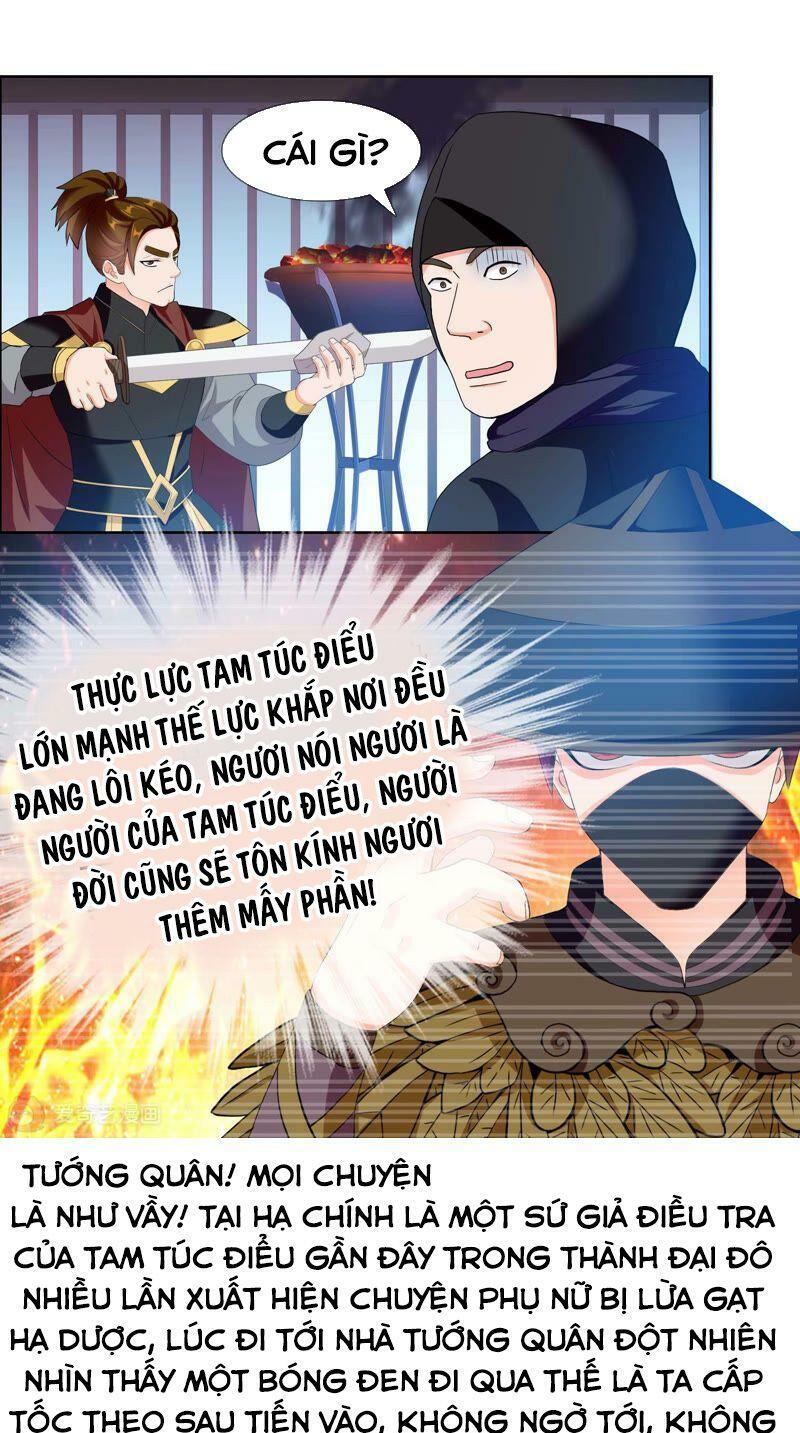 CÁI GÌ?
THỰC LỰC TAM TÚC ĐIỂU
LỚN MẠNH THẾ LỰC KHẮP NƠI ĐỀU
ĐANG LÔI KÉO, NGƯƠI NÓI NGƯƠI LÀ
NGƯỜI CỦA TAM TÚC ĐIỂU, NGƯỜI
ĐỜI CŨNG SẼ TÔN KÍNH NGƯƠI
THÊM MẤY PHẦN!
爱奇艺漫画
TƯỚNG QUÂN! MỌI CHUYỆN
LÀ NHƯ VẦY! TẠI HẠ CHÍNH LÀ MỘT SỨ GIẢ ĐIỀU TRA
CỦA TAM TÚC ĐIỂU GẦN ĐÂY TRONG THÀNH ĐẠI ĐÔ
NHIỀU LẦN XUẤT HIỆN CHUYỆN PHỤ NỮ BỊ LỪA GẠT
HẠ DƯỢC, LÚC ĐI TỚI NHÀ TƯỚNG QUÂN ĐỘT NHIÊN
NHÌN THẤY MỘT BÓNG ĐEN ĐI QUA THẾ LÀ TA CẤP
TỐC THEO SAU TIẾN VÀO, KHÔNG NGỜ TỚI, KHÔNG